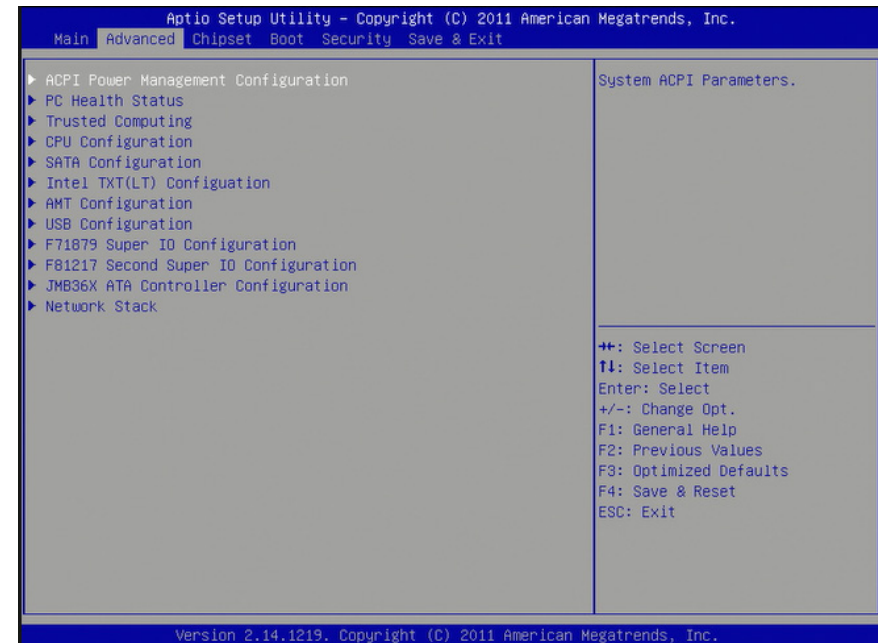 Aptio Setup Utility – Copyright (C) 2011 American Megatrends, Inc.
Main Advanced Chipset Boot Security Save & Exit
▶ ACPI Power Management Configuration
▶ PC Health Status
▶ Trusted Computing
▶ CPU Configuration
▶ SATA Configuration
▶ Intel TXT(LT) Configuation
▶ AMT Configuration
▶ USB Configuration
▶ F71879 Super IO Configuration
▶ F81217 Second Super IO Configuration
▶ JMB36X ATA Controller Configuration
▶ Network Stack
System ACPI Parameters.
→←: Select Screen
↑↓: Select Item
Enter: Select
+/-: Change Opt.
F1: General Help
F2: Previous Values
F3: Optimized Defaults
F4: Save & Reset
ESC: Exit
Version 2.14.1219. Copyright (C) 2011 American Megatrends, Inc.